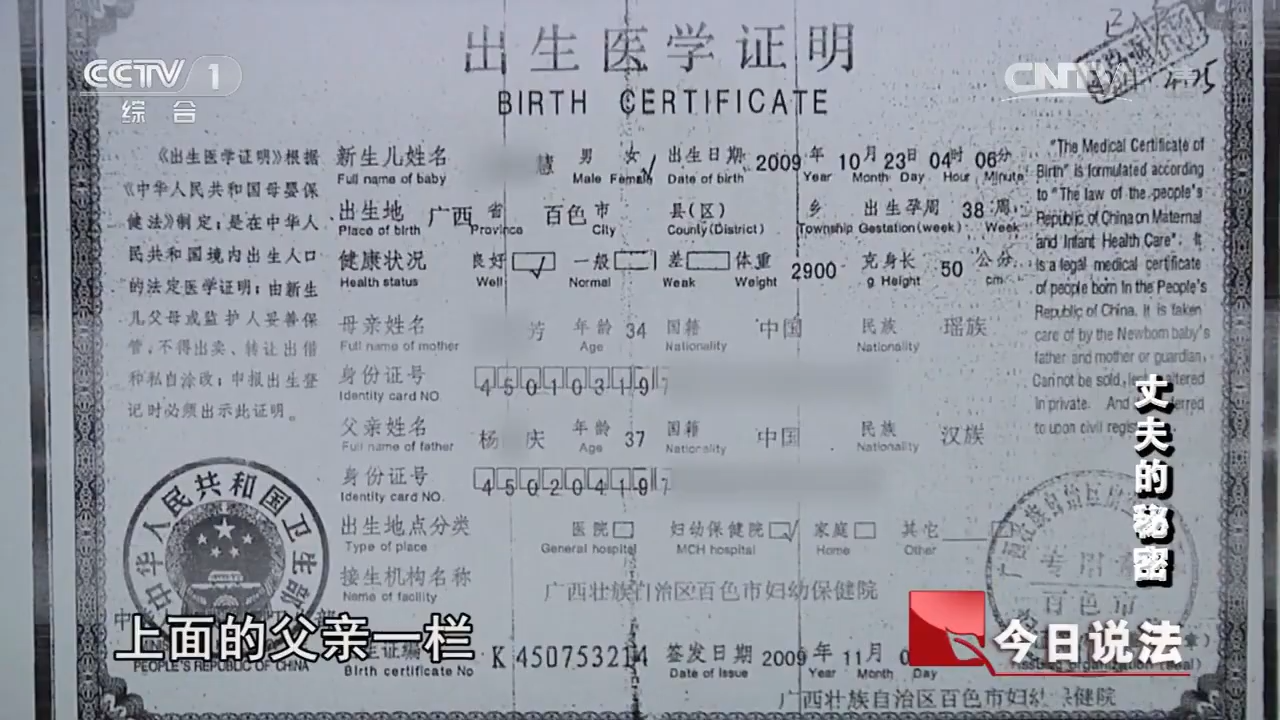 CCTV 1
综合
出生医学证明
BIRTH CERTIFICATE
《出生医学证明》根据
《中华人民共和国母婴保
健法》制定；是在中华人
民共和国境内出生人口
的法定医学证明；由新生
儿父母或监护人妥善保
管，不得出卖、转让出借
和私自涂改；申报出生登
记时必须出示此证明。
新生儿姓名 慧 男 女 出生日期 2009 年 10 月 23 日 04 时 06 分
Full name of baby Male Female Date of birth Year Month Day Hour Minute
出生地 广西 省 百色 市 县(区) 乡 出生孕周 38 周
Place of birth Province City County(District) Township Gestation(week) Week
健康状况 良好 一般 差 体重 2900 克 身长 50 公分
Health status Well Normal Weak Weight g Height cm
母亲姓名 芳 年龄 34 国籍 中国 民族 瑶族
Full name of mother Age Nationality Nationality
身份证号 450103197
Identity card NO.
父亲姓名 杨 庆 年龄 37 国籍 中国 民族 汉族
Full name of father Age Nationality Nationality
身份证号 450204197
Identity card NO.
出生地点分类 医院 妇幼保健院 家庭 其它
Type of place General hospital MCH hospital Home Other
接生机构名称 广西壮族自治区百色市妇幼保健院
Name of facility
K 450753214 签发日期 2009 年 11 月
Birth certificate No Date of Issue Year Month Day
广西壮族自治区百色市妇幼保健院
"The Medical Certificate of
Birth" is formulated according
to "The law of the people's
Republic of China on Maternal
and Infant Health Care". It
is a legal medical certificate
of people born in the People's
Republic of China. It is taken
care of by the Newborn baby's
father and mother or guardian,
Can not be sold, altered
in private. And
to upon civil
中华人民共和国卫生部
PEOPLE'S REPUBLIC OF CHINA
专用
百色市
丈夫的秘密
上面的父亲一栏
今日说法